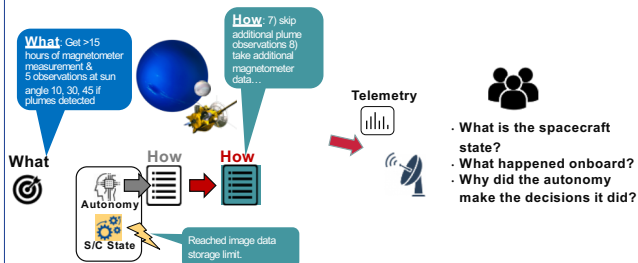 What: Get >15
hours of magnetometer
measurement &
5 observations at sun
angle 10, 30, 45 if
plumes detected
How: 7) skip
additional plume
observations 8)
take additional
magnetometer
data…
Telemetry
What
How
How
Autonomy
S/C State
Reached image data
storage limit.
· What is the spacecraft
state?
· What happened onboard?
· Why did the autonomy
make the decisions it did?